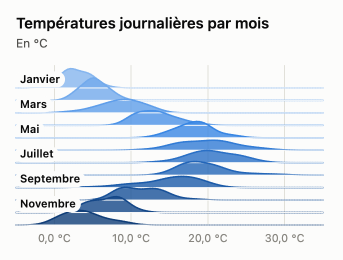 Températures journalières par mois
En °C
Janvier
Mars
Mai
Juillet
Septembre
Novembre
0,0 °C
10,0 °C
20,0 °C
30,0 °C